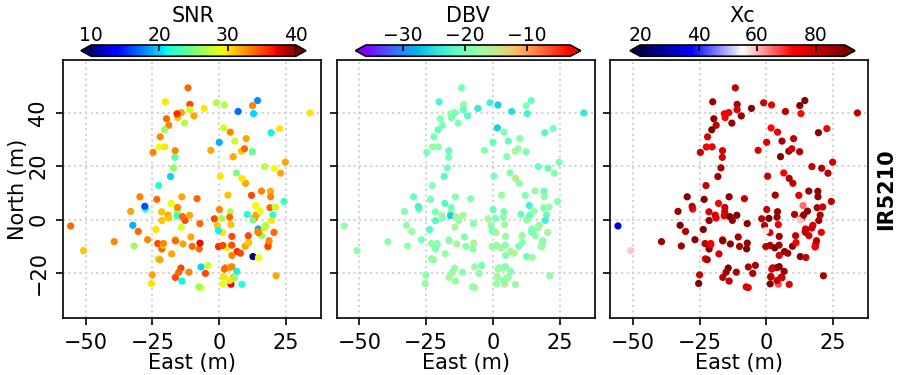 SNR DBV Xc
10 20 30 40 −30 −20 −10 20 40 60 80
North (m)
40
20
0
−20
IR5210
−50 −25 0 25 −50 −25 0 25 −50 −25 0 25
East (m) East (m) East (m)